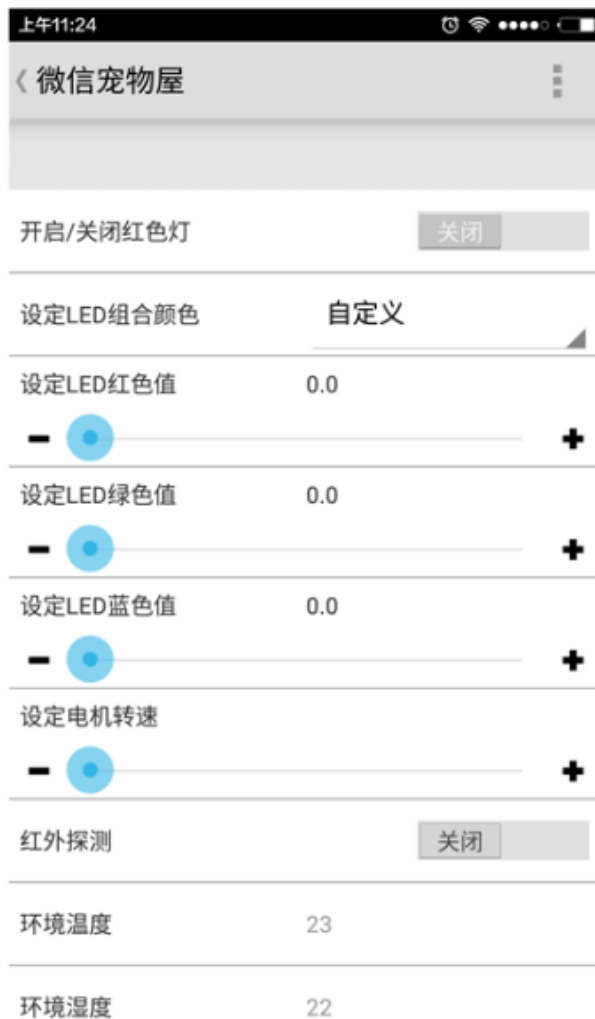 上午11:24
微信宠物屋
开启/关闭红色灯 关闭
设定LED组合颜色 自定义
设定LED红色值 0.0
设定LED绿色值 0.0
设定LED蓝色值 0.0
设定电机转速
红外探测 关闭
环境温度 23
环境湿度 22